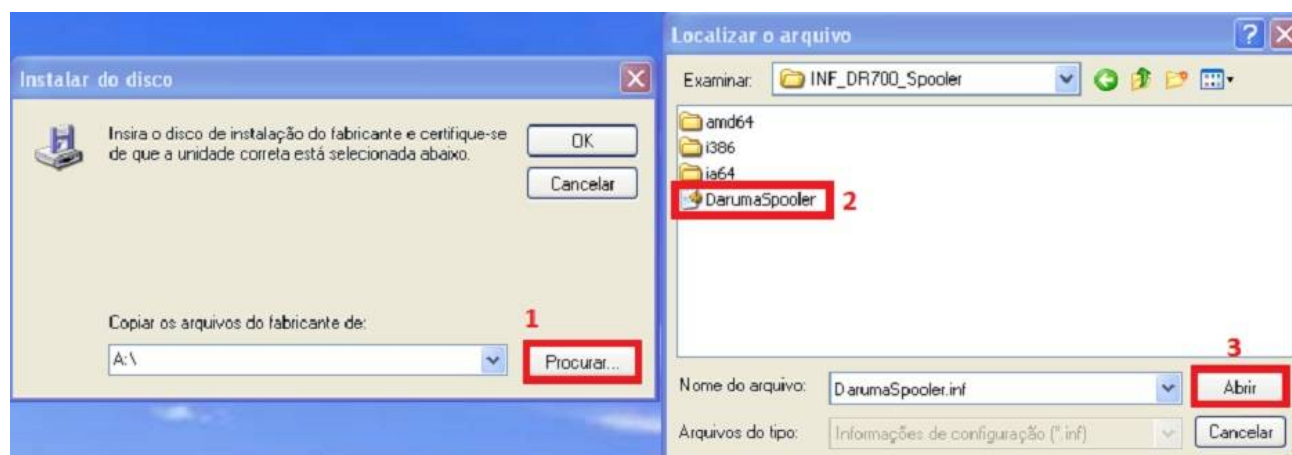 Instalar do disco
Insira o disco de instalação do fabricante e certifique-se
de que a unidade correta está selecionada abaixo.
OK
Cancelar
Copiar os arquivos do fabricante de:
1
A:\
Procurar...
Localizar o arquivo
Examinar:
INF_DR700_Spooler
amd64
i386
ia64
DarumaSpooler
2
3
Nome do arquivo:
DarumaSpooler.inf
Abrir
Arquivos do tipo:
Informações de configuração (*.inf)
Cancelar